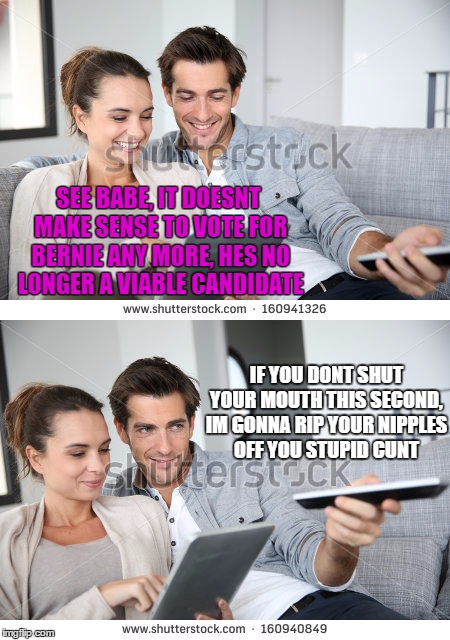 shutterstock
SEE BABE, IT DOESNT
MAKE SENSE TO VOTE FOR
BERNIE ANY MORE, HES NO
LONGER A VIABLE CANDIDATE
www.shutterstock.com · 160941326
IF YOU DONT SHUT
YOUR MOUTH THIS SECOND,
IM GONNA RIP YOUR NIPPLES
OFF YOU STUPID CUNT
shutterstock
imgflip.com
www.shutterstock.com · 160940849